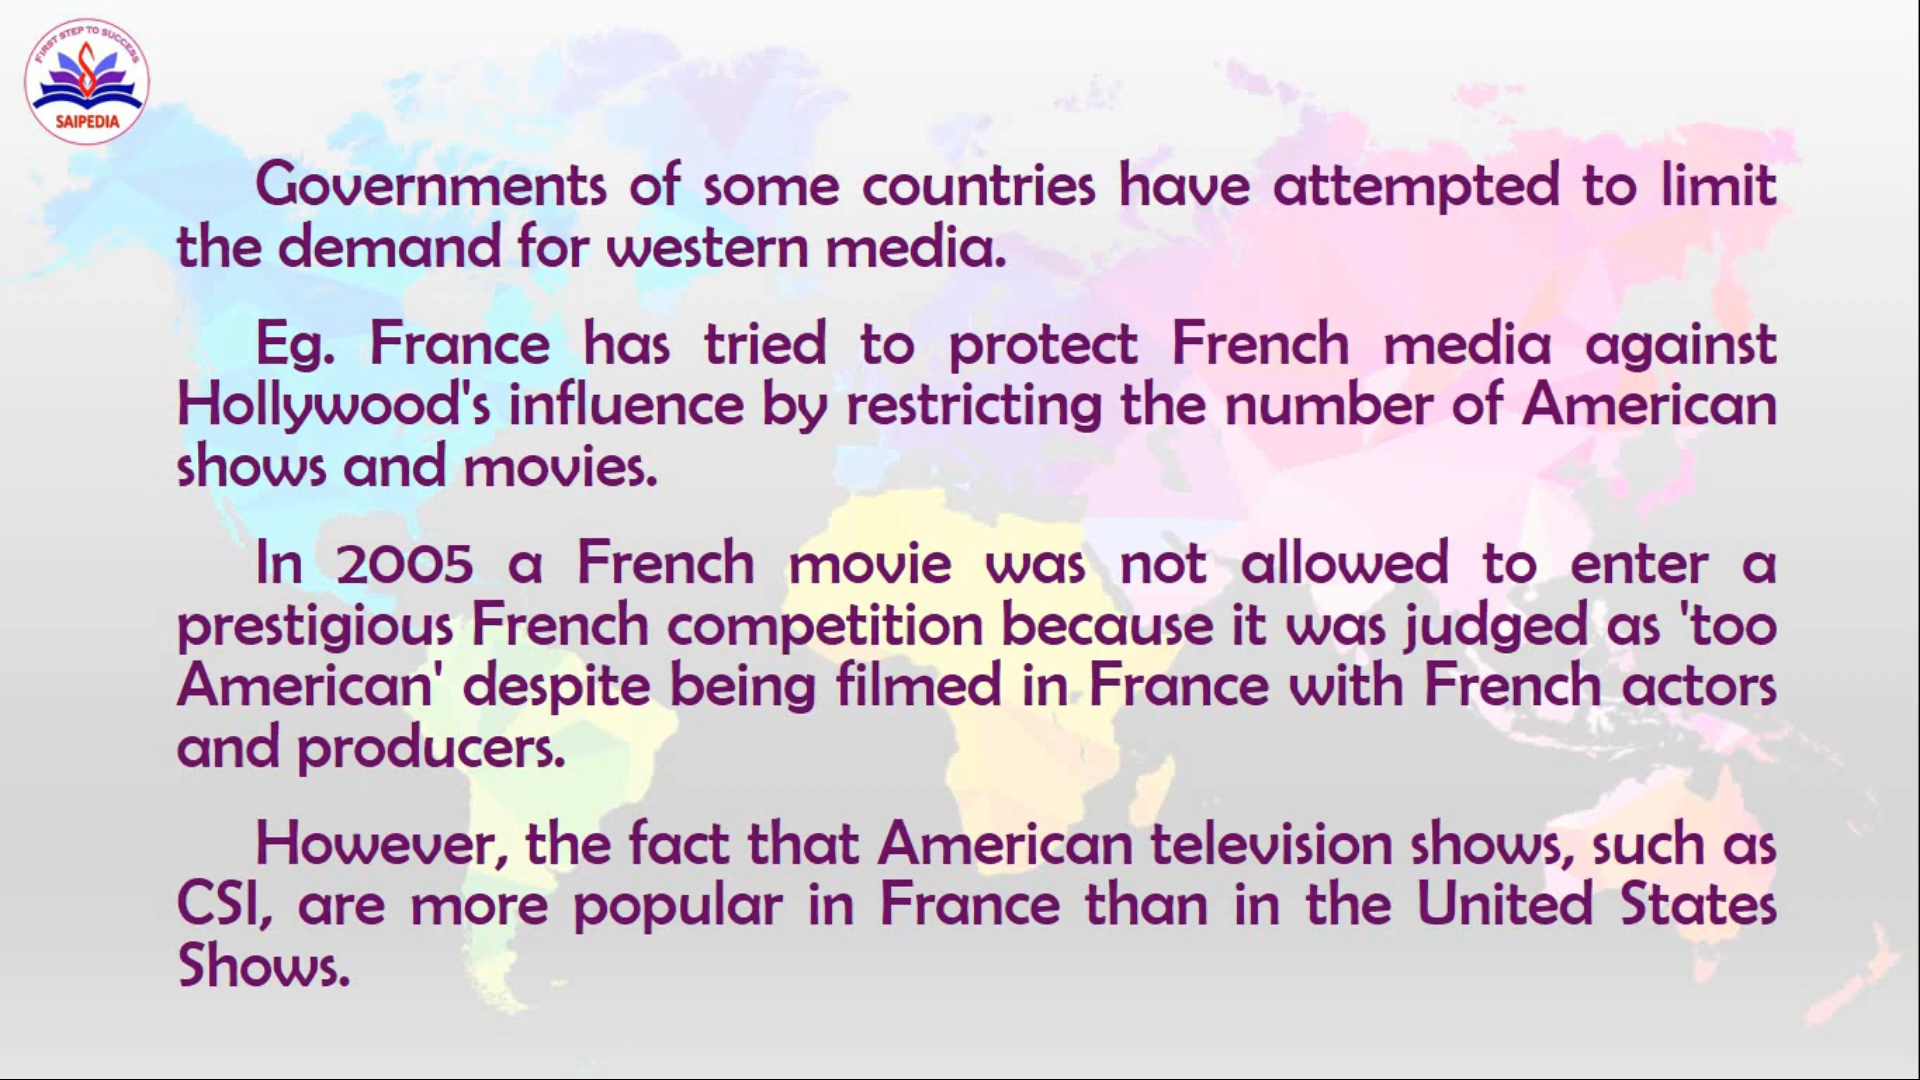 FIRST STEP TO SUCCESS
SAIPEDIA
Governments of some countries have attempted to limit
the demand for western media.
Eg. France has tried to protect French media against
Hollywood's influence by restricting the number of American
shows and movies.
In 2005 a French movie was not allowed to enter a
prestigious French competition because it was judged as 'too
American' despite being filmed in France with French actors
and producers.
However, the fact that American television shows, such as
CSI, are more popular in France than in the United States
Shows.